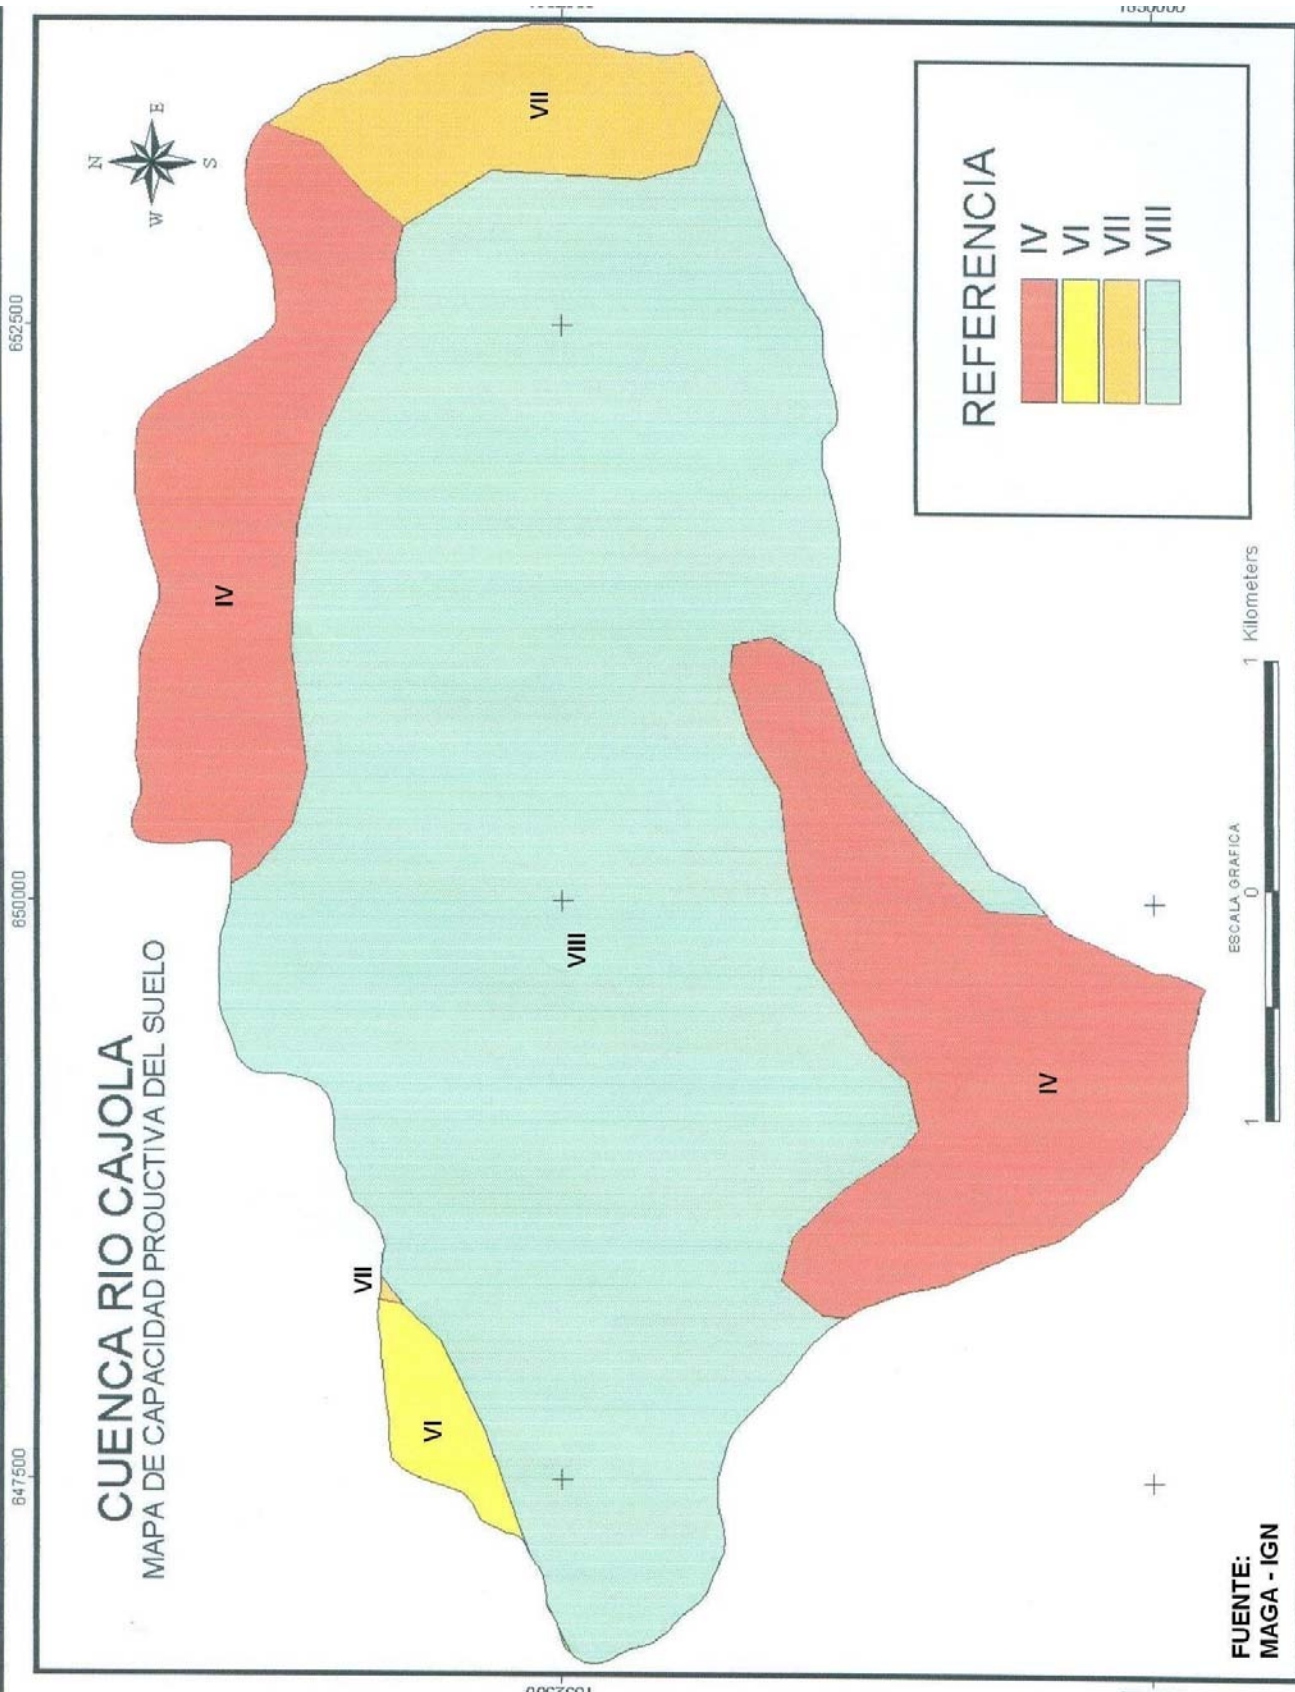 CUENCA RIO CAJOLA
MAPA DE CAPACIDAD PROUCTIVA DEL SUELO
647500
650000
652500
N
E
S
W
IV
VII
VII
VI
VIII
IV
REFERENCIA
IV
VI
VII
VIII
ESCALA GRAFICA
1
0
1 Kilometers
FUENTE:
MAGA - IGN